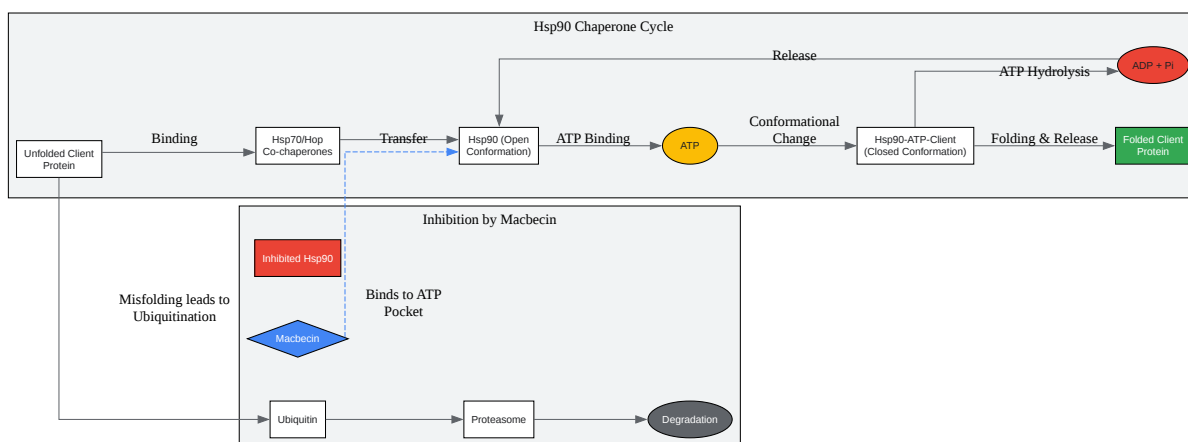 Hsp90 Chaperone Cycle
Release
ADP + Pi
ATP Hydrolysis
Unfolded Client
Protein
Binding
Hsp70/Hop
Co-chaperones
Transfer
Hsp90 (Open
Conformation)
ATP Binding
ATP
Conformational
Change
Hsp90-ATP-Client
(Closed Conformation)
Folding & Release
Folded Client
Protein
Inhibition by Macbecin
Inhibited Hsp90
Misfolding leads to
Ubiquitination
Binds to ATP
Pocket
Macbecin
Ubiquitin
Proteasome
Degradation